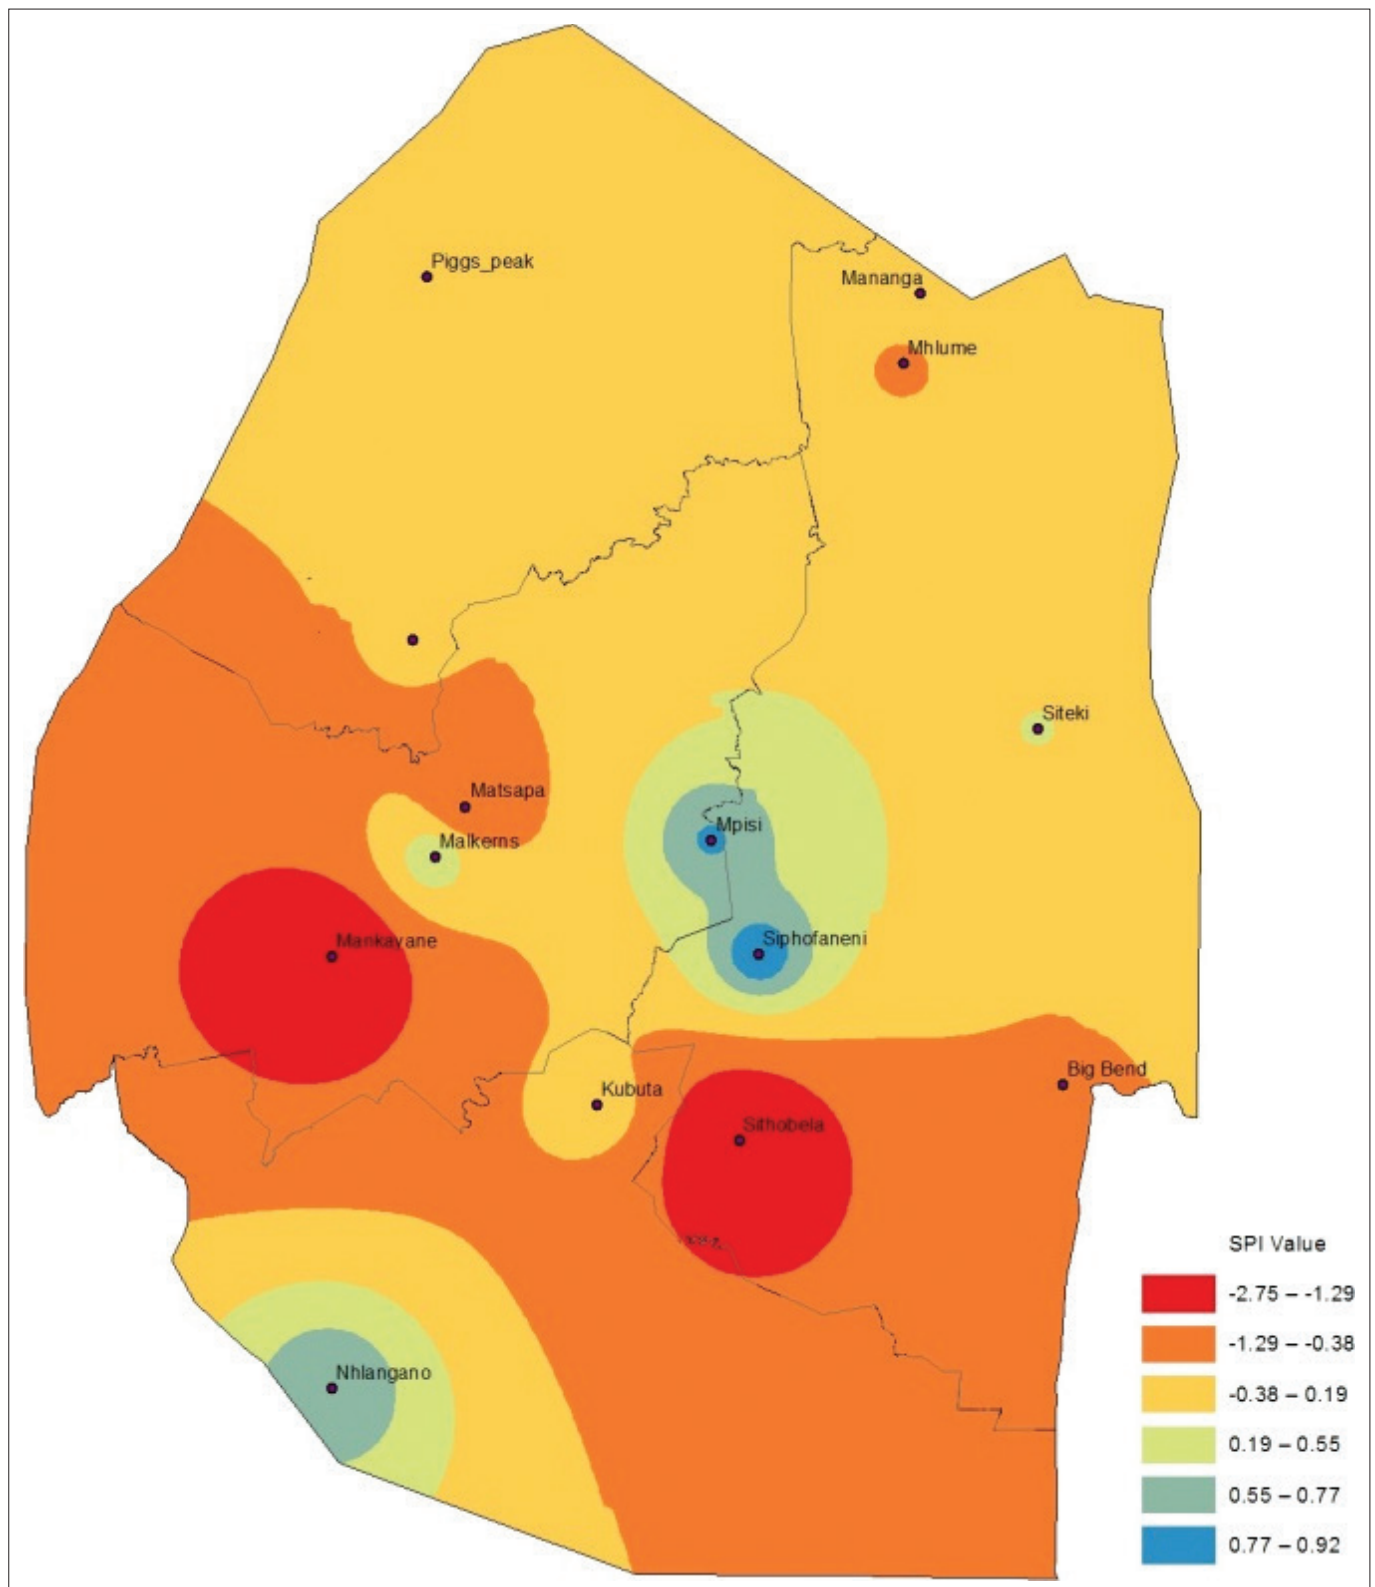 Piggs_peak
Mananga
Mhlume
Siteki
Matsapa
Mpisi
Malkerns
Siphofaneni
Mankayane
Big Bend
Kubuta
Sithobela
SPI Value
-2.75 – -1.29
-1.29 – -0.38
Nhlangano
-0.38 – 0.19
0.19 – 0.55
0.55 – 0.77
0.77 – 0.92